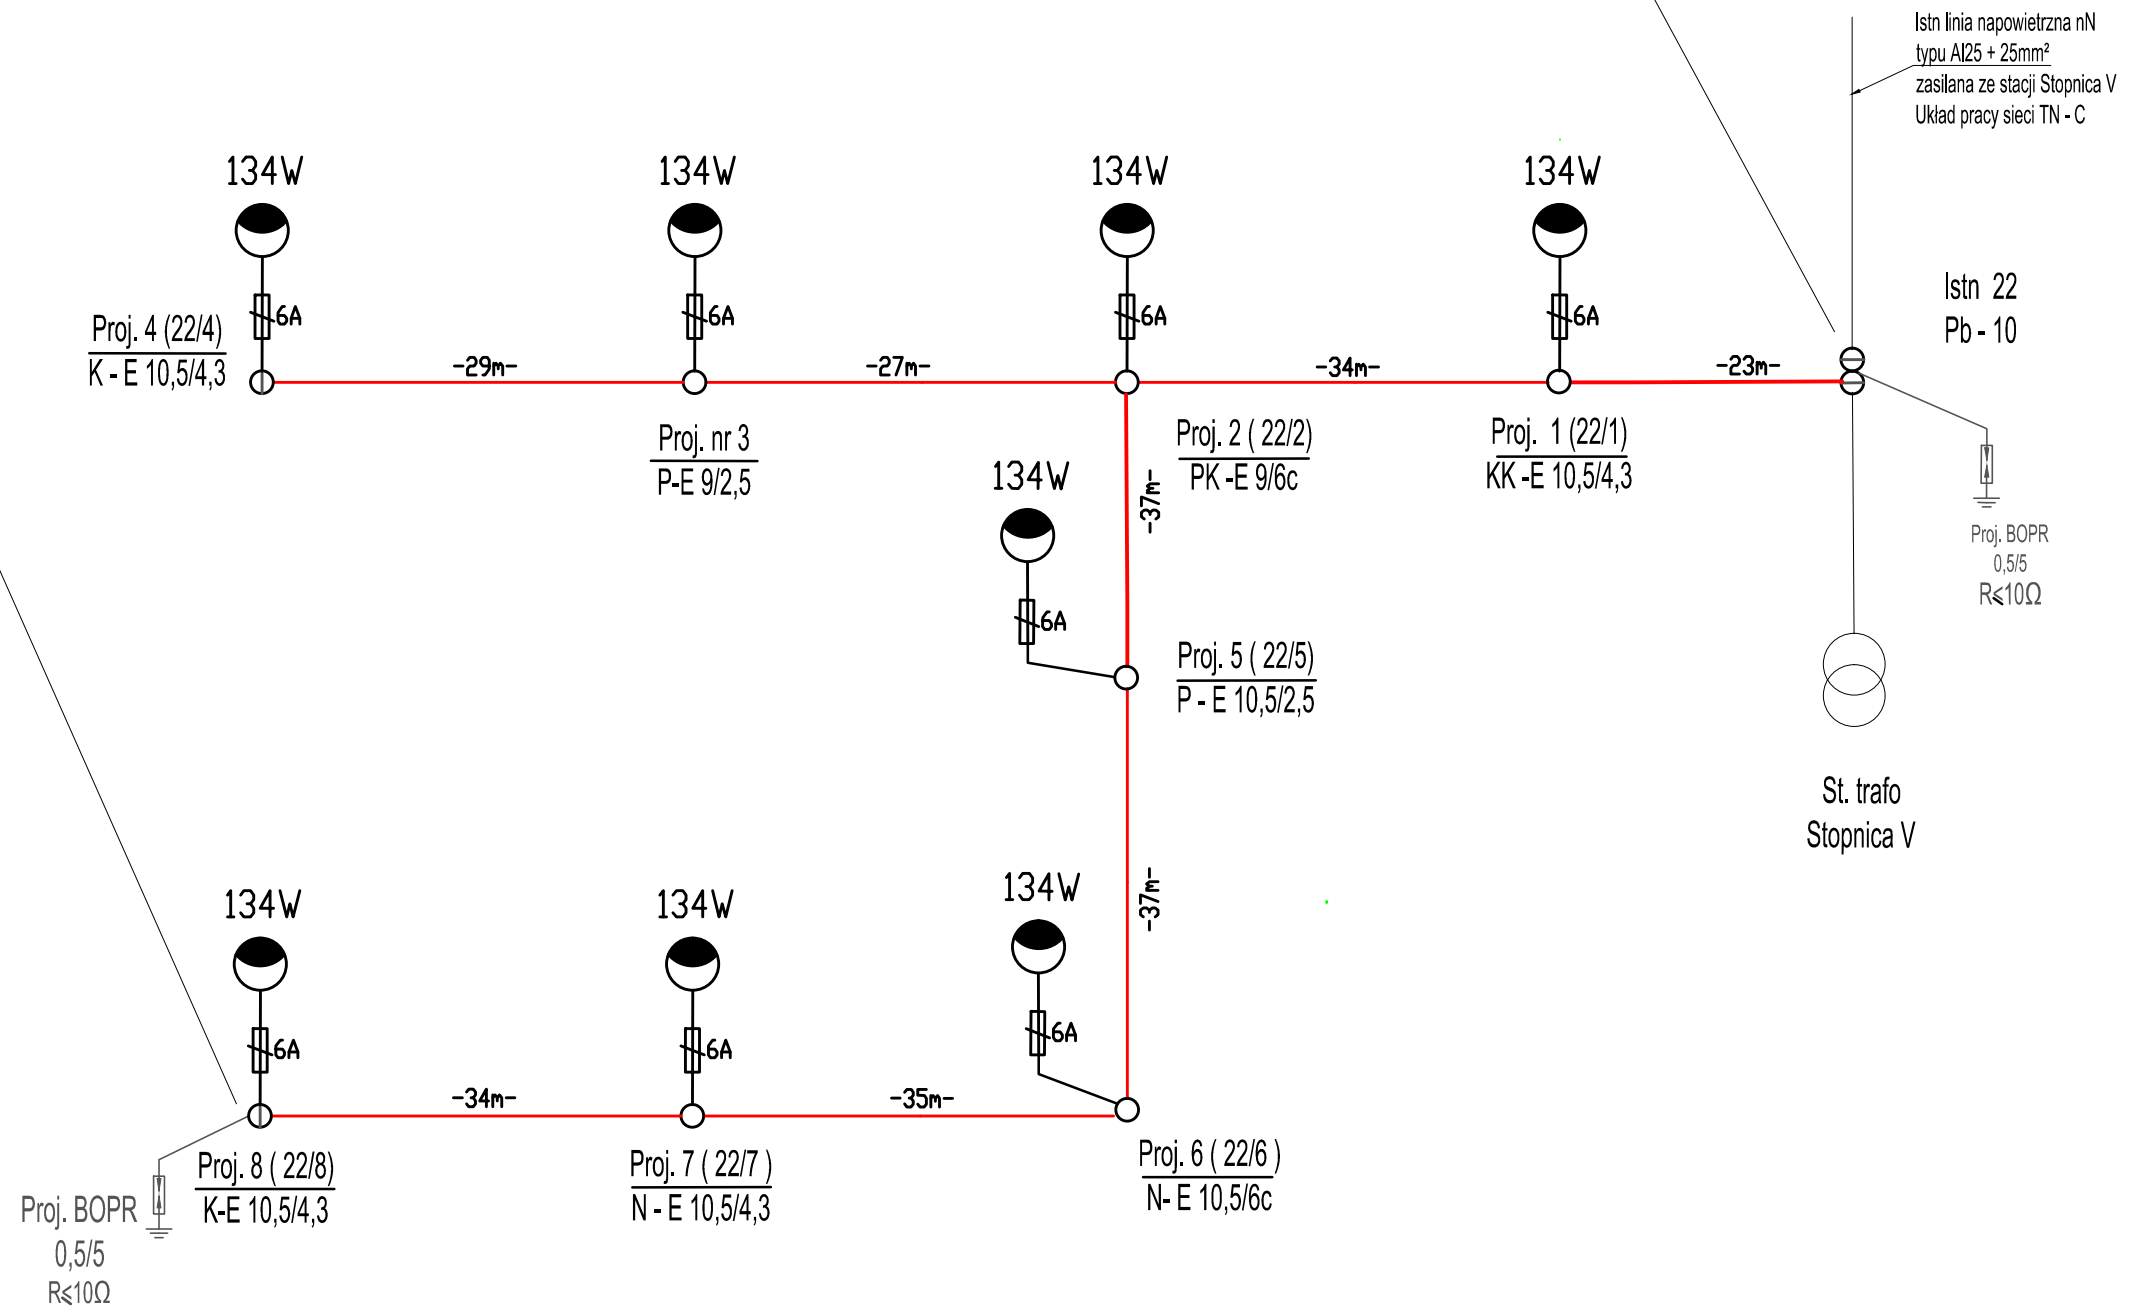 Istn linia napowietrzna nN
typu Al25 + 25mm²
zasilana ze stacji Stopnica V
Układ pracy sieci TN - C
134W
134W
134W
134W
6A
6A
6A
6A
Istn 22
Pb - 10
Proj. 4 (22/4)
K - E 10,5/4,3
-29m-
-27m-
-34m-
-23m-
Proj. nr 3
P-E 9/2,5
Proj. 2 ( 22/2)
PK -E 9/6c
Proj. 1 (22/1)
KK -E 10,5/4,3
134W
-37m-
6A
Proj. BOPR
0,5/5
R≤10Ω
Proj. 5 ( 22/5)
P - E 10,5/2,5
St. trafo
Stopnica V
134W
134W
134W
-37m-
6A
6A
6A
-34m-
-35m-
Proj. 8 ( 22/8)
K-E 10,5/4,3
Proj. 7 ( 22/7 )
N - E 10,5/4,3
Proj. 6 ( 22/6 )
N- E 10,5/6c
Proj. BOPR
0,5/5
R≤10Ω